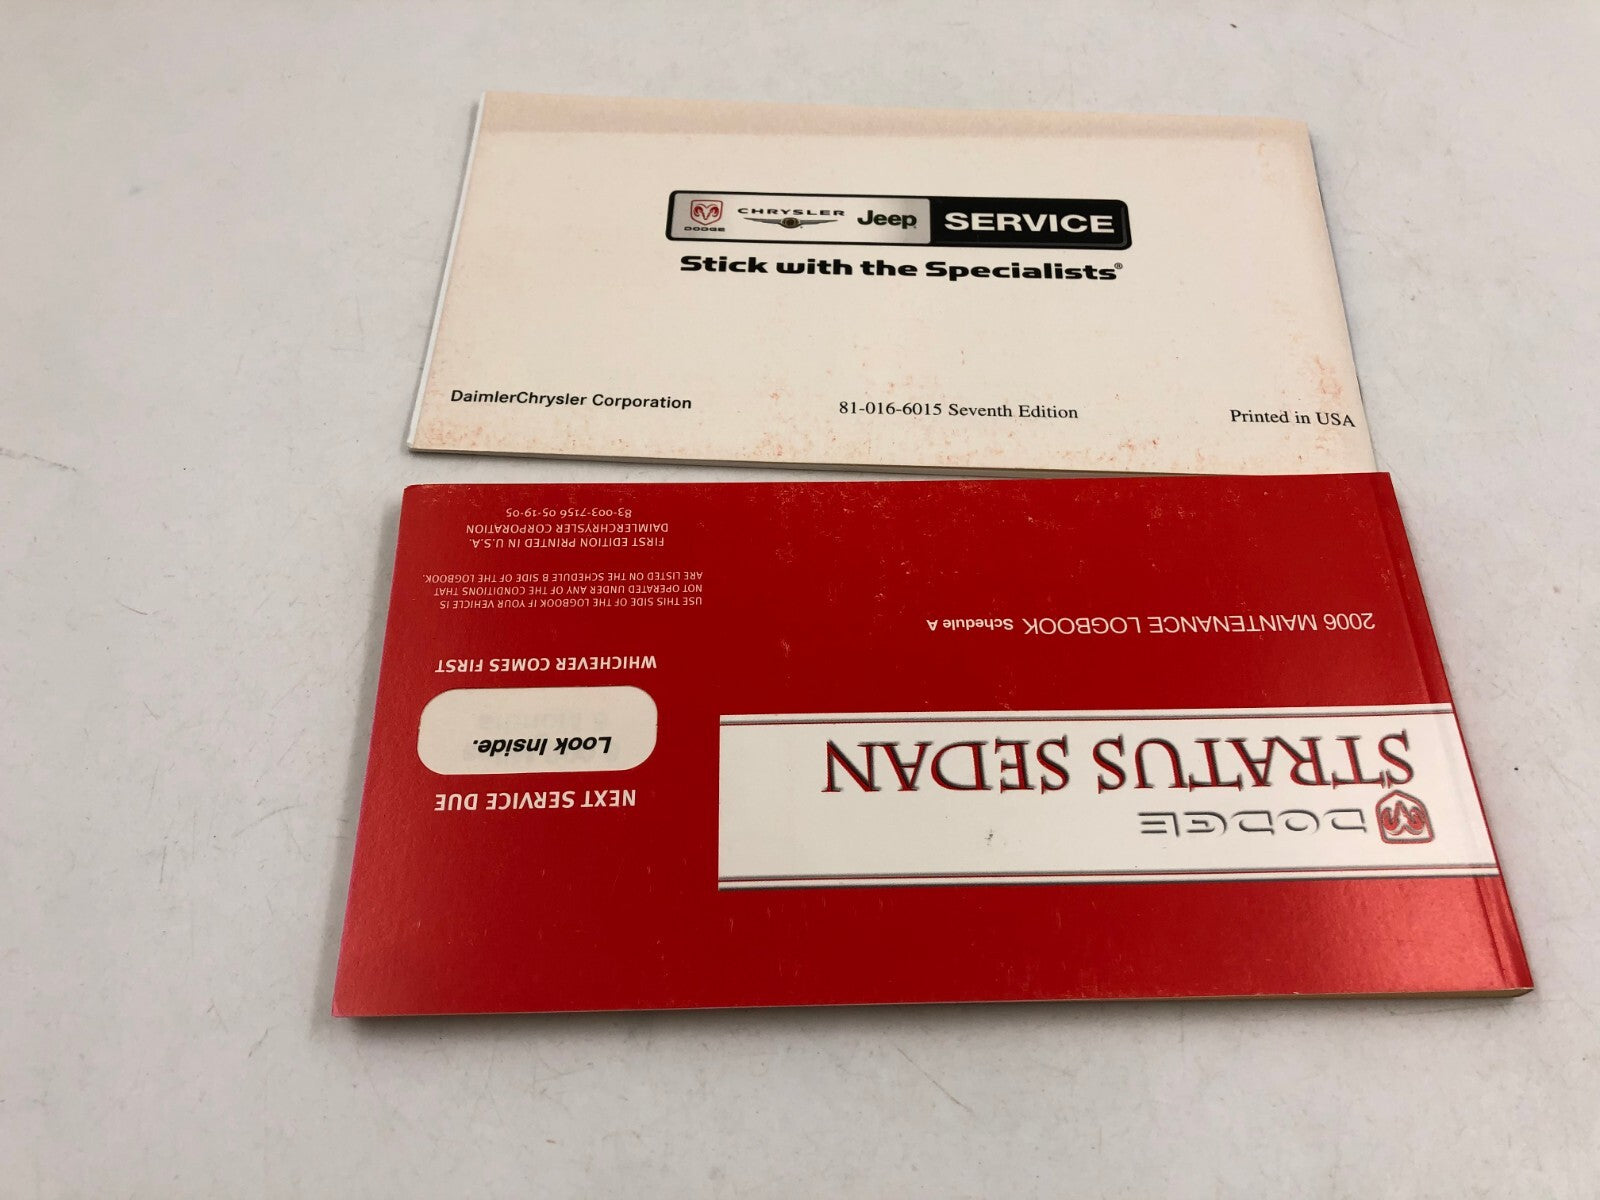 DODGE
CHRYSLER
Jeep
SERVICE
Stick with the Specialists®
DaimlerChrysler Corporation
81-016-6015 Seventh Edition
Printed in USA
DODGE
STRATUS SEDAN
2006 MAINTENANCE LOGBOOK Schedule A
NEXT SERVICE DUE
Look Inside.
WHICHEVER COMES FIRST
USE THIS SIDE OF THE LOGBOOK IF YOUR VEHICLE IS
NOT OPERATED UNDER ANY OF THE CONDITIONS THAT
ARE LISTED ON THE SCHEDULE B SIDE OF THE LOGBOOK.
FIRST EDITION PRINTED IN U.S.A.
DAIMLERCHRYSLER CORPORATION
83-003-7156 05-19-05